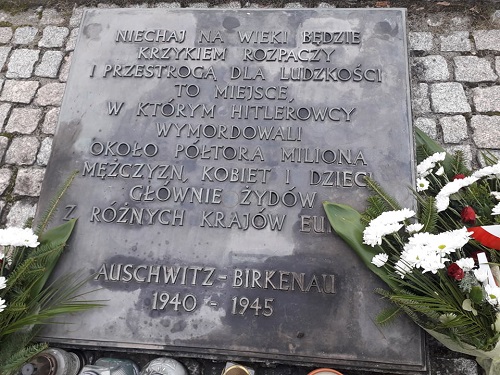 NIECHAJ NA WIEKI BĘDZIE
KRZYKIEM ROZPACZY
I PRZESTROGĄ DLA LUDZKOŚCI
TO MIEJSCE,
W KTÓRYM HITLEROWCY
WYMORDOWALI
OKOŁO PÓŁTORA MILIONA
MĘŻCZYZN, KOBIET I DZIECI
GŁÓWNIE ŻYDÓW
Z RÓŻNYCH KRAJÓW
AUSCHWITZ-BIRKENAU
1940 - 1945